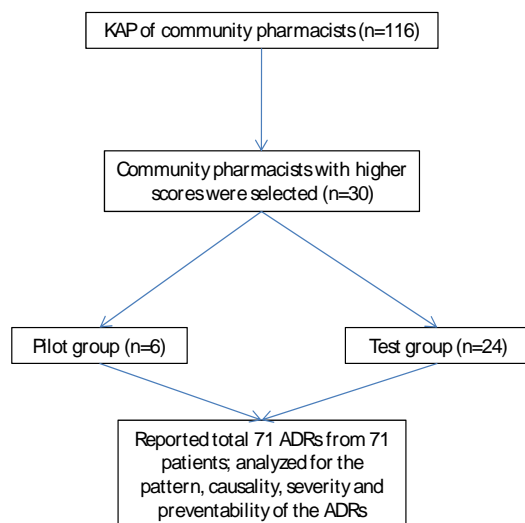 KAP of community pharmacists (n=116)
Community pharmacists with higher
scores were selected (n=30)
Pilot group (n=6)
Test group (n=24)
Reported total 71 ADRs from 71
patients; analyzed for the
pattern, causality, severity and
preventability of the ADRs